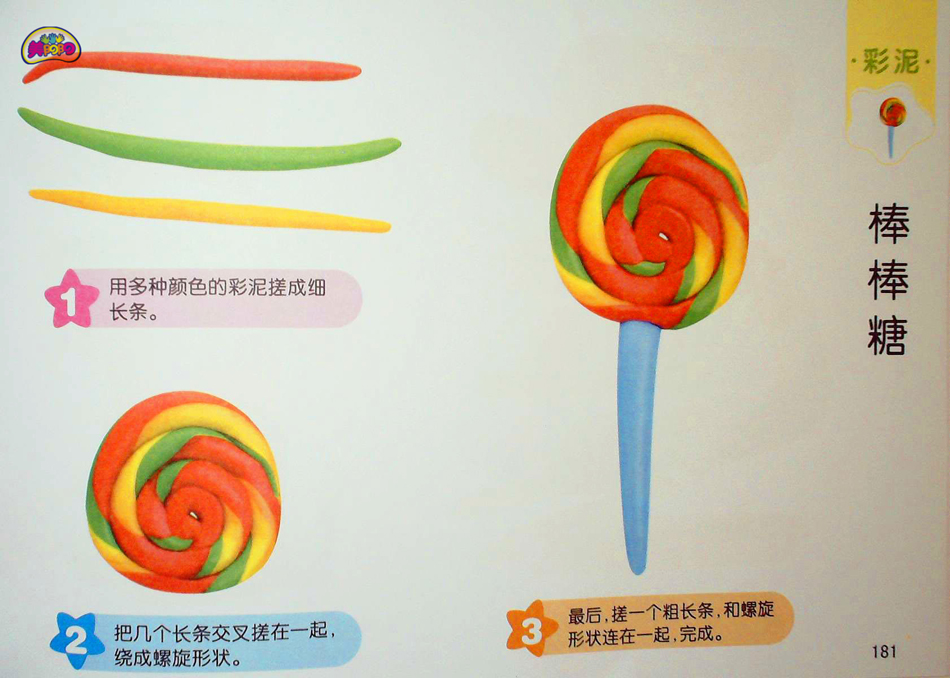 彩泥
棒棒糖
1
用多种颜色的彩泥搓成细
长条。
2
把几个长条交叉搓在一起,
绕成螺旋形状。
3
最后,搓一个粗长条,和螺旋
形状连在一起,完成。
181